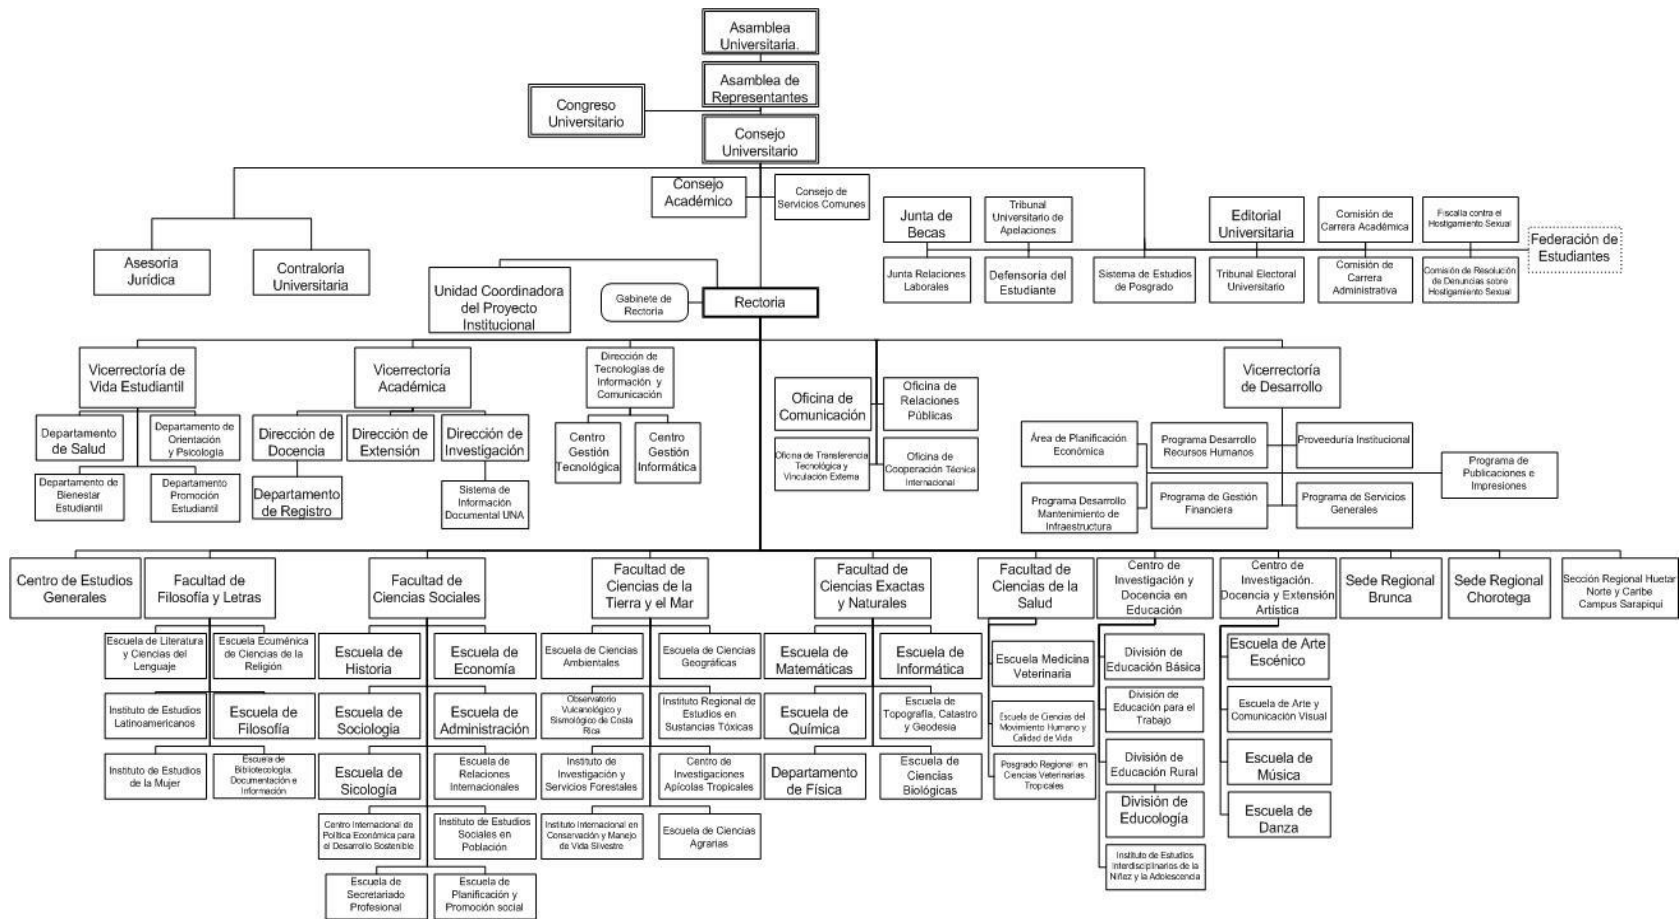 Asamblea
Universitaria.
Asamblea de
Representantes
Congreso
Universitario
Consejo
Universitario
Consejo
Académico
Consejo de
Servicios Comunes
Asesoría
Jurídica
Contraloría
Universitaria
Junta de
Becas
Tribunal
Universitario de
Apelaciones
Editorial
Universitaria
Comisión de
Carrera Académica
Fiscalía contra el
Hostigamiento Sexual
Federación de
Estudiantes
Junta Relaciones
Laborales
Defensoría del
Estudiante
Sistema de Estudios
de Posgrado
Tribunal Electoral
Universitario
Comisión de
Carrera
Administrativa
Comisión de Resolución
de Denuncias sobre
Hostigamiento Sexual
Unidad Coordinadora
del Proyecto
Institucional
Gabinete de
Rectoría
Rectoria
Vicerrectoría de
Vida Estudiantil
Vicerrectoría
Académica
Dirección de
Tecnologías de
Información y
Comunicación
Oficina de
Comunicación
Oficina de
Relaciones
Públicas
Vicerrectoría
de Desarrollo
Departamento
de Salud
Departamento de
Orientación
y Psicología
Dirección de
Docencia
Dirección de
Extensión
Dirección de
Investigación
Centro
Gestión
Tecnológica
Centro
Gestión
Informática
Oficina de Transferencia
Tecnológica y
Vinculación Externa
Oficina de
Cooperación Técnica
Internacional
Área de Planificación
Económica
Programa Desarrollo
Recursos Humanos
Proveeduría Institucional
Programa de
Publicaciones e
Impresiones
Departamento de
Bienestar
Estudiantil
Departamento
Promoción
Estudiantil
Departamento
de Registro
Sistema de
Información
Documental UNA
Programa Desarrollo
Mantenimiento de
Infraestructura
Programa de Gestión
Financiera
Programa de Servicios
Generales
Centro de Estudios
Generales
Facultad de
Filosofía y Letras
Facultad de
Ciencias Sociales
Facultad de
Ciencias de la
Tierra y el Mar
Facultad de
Ciencias Exactas
y Naturales
Facultad de
Ciencias de la
Salud
Centro de
Investigación y
Docencia en
Educación
Centro de
Investigación.
Docencia y Extensión
Artística
Sede Regional
Brunca
Sede Regional
Chorotega
Sección Regional Huetar
Norte y Caribe
Campus Sarapiquí
Escuela de Literatura
y Ciencias del
Lenguaje
Escuela Ecuménica
de Ciencias de la
Religión
Escuela de
Historia
Escuela de
Economía
Escuela de Ciencias
Ambientales
Escuela de Ciencias
Geográficas
Escuela de
Matemáticas
Escuela de
Informática
Escuela Medicina
Veterinaria
División de
Educación Básica
Escuela de Arte
Escénico
Instituto de Estudios
Latinoamericanos
Escuela de
Filosofía
Escuela de
Sociología
Escuela de
Administración
Observatorio
Vulcanológico y
Sismológico de Costa
Rica
Instituto Regional de
Estudios en
Sustancias Tóxicas
Escuela de
Química
Escuela de
Topografía, Catastro
y Geodesia
Escuela de Ciencias del
Movimiento Humano y
Calidad de Vida
División de
Educación para el
Trabajo
Escuela de Arte y
Comunicación Visual
Instituto de Estudios
de la Mujer
Escuela de
Bibliotecología,
Documentación e
Información
Escuela de
Sicología
Escuela de
Relaciones
Internacionales
Instituto de
Investigación y
Servicios Forestales
Centro de
Investigaciones
Apícolas Tropicales
Departamento
de Física
Escuela de
Ciencias
Biológicas
Posgrado Regional en
Ciencias Veterinarias
Tropicales
División de
Educación Rural
Escuela de
Música
Centro Internacional de
Política Económica para
el Desarrollo Sostenible
Instituto de Estudios
Sociales en
Población
Instituto Internacional en
Conservación y Manejo
de Vida Silvestre
Escuela de Ciencias
Agrarias
División de
Educología
Escuela de
Danza
Escuela de
Secretariado
Profesional
Escuela de
Planificación y
Promoción social
Instituto de Estudios
Interdisciplinarios de la
Niñez y la Adolescencia